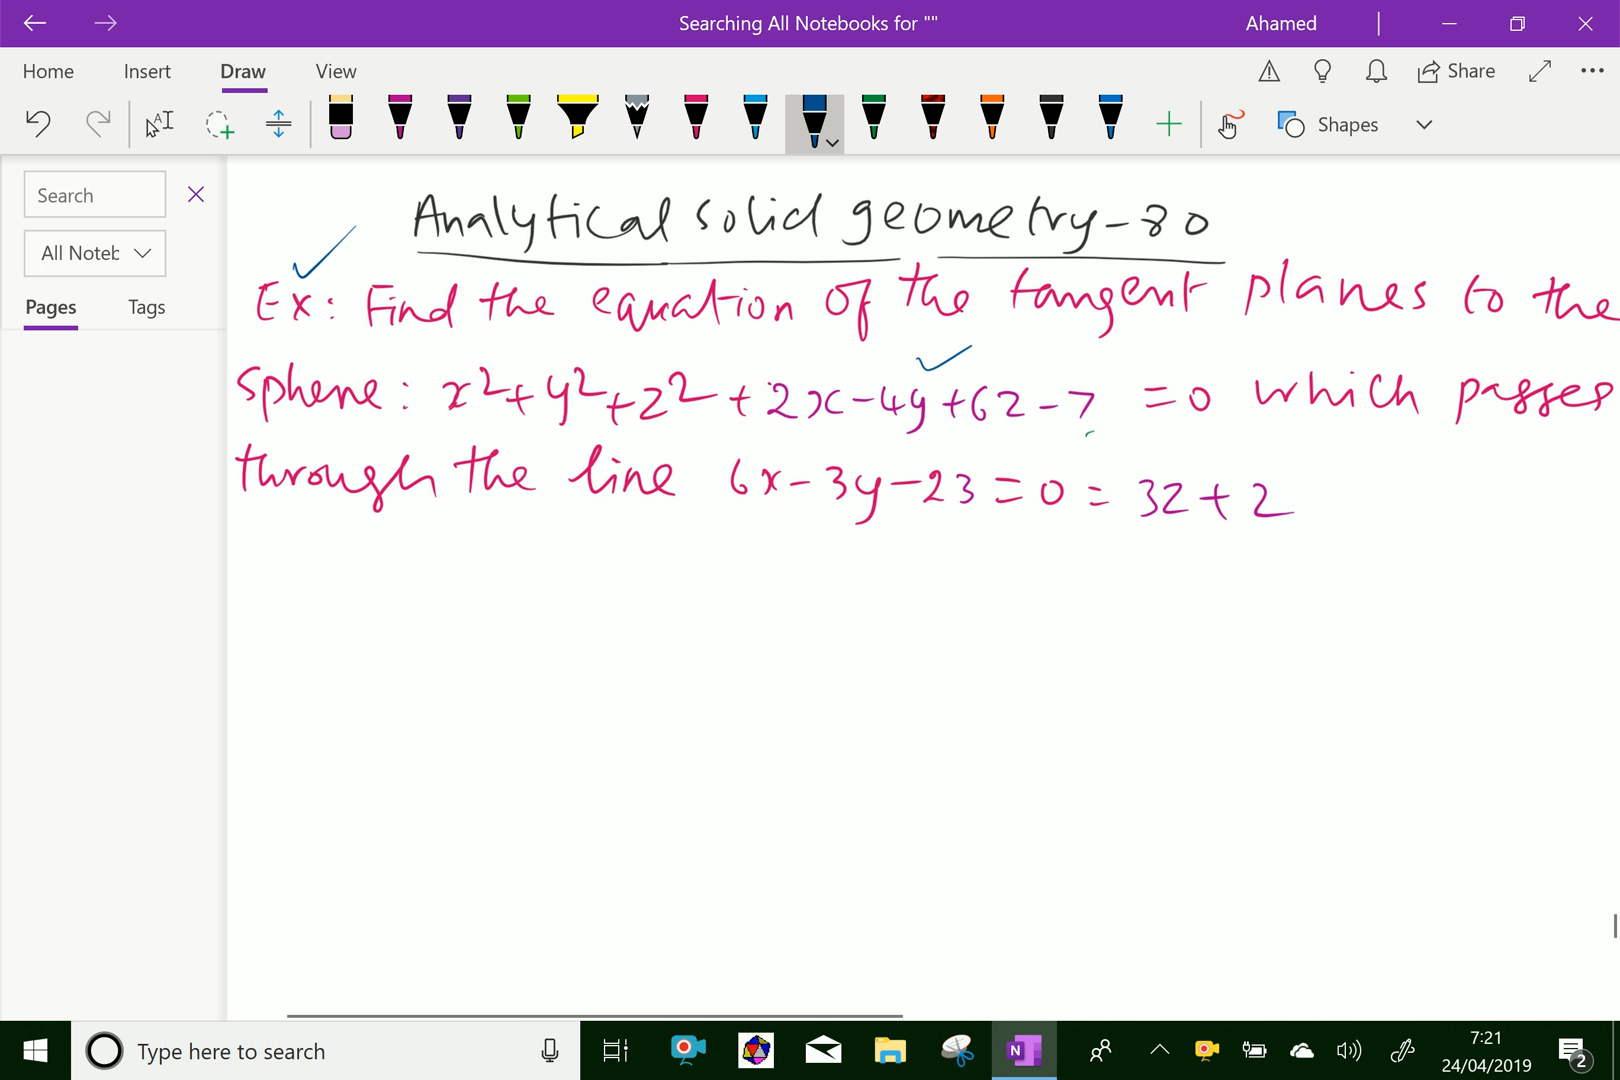 Searching All Notebooks for ""
Ahamed
Home Insert Draw View
Share
Shapes
Search
All Noteb
Pages Tags
Analytical solid geometry-80
Ex: Find the equation of the tangent planes to the
sphere: x²+y²+z²+2x-4y+6z-7 =0 which passes
through the line 6x-3y-23=0=3z+2
Type here to search
N
7:21
24/04/2019
2